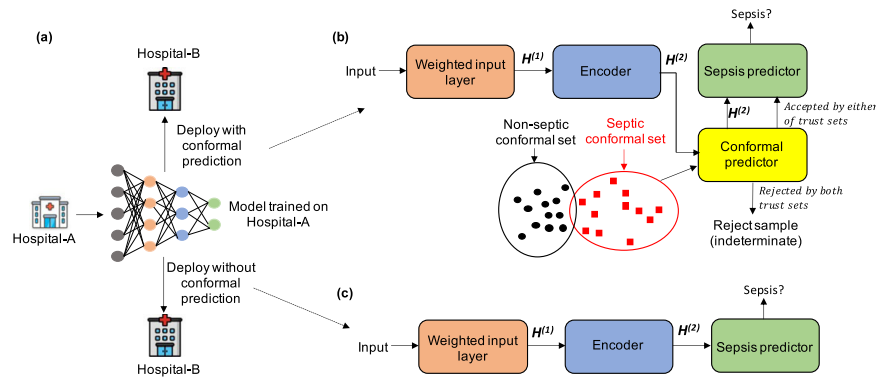 (a)
Hospital-B
Deploy with
conformal
prediction
Hospital-A
Model trained on
Hospital-A
Deploy without
conformal
prediction
Hospital-B
(b)
Input
Weighted input
layer
H(1)
Encoder
H(2)
Sepsis?
Sepsis predictor
H(2)
Accepted by either
of trust sets
Non-septic
conformal set
Septic
conformal set
Conformal
predictor
Rejected by both
trust sets
Reject sample
(indeterminate)
(c)
Input
Weighted input
layer
H(1)
Encoder
H(2)
Sepsis?
Sepsis predictor